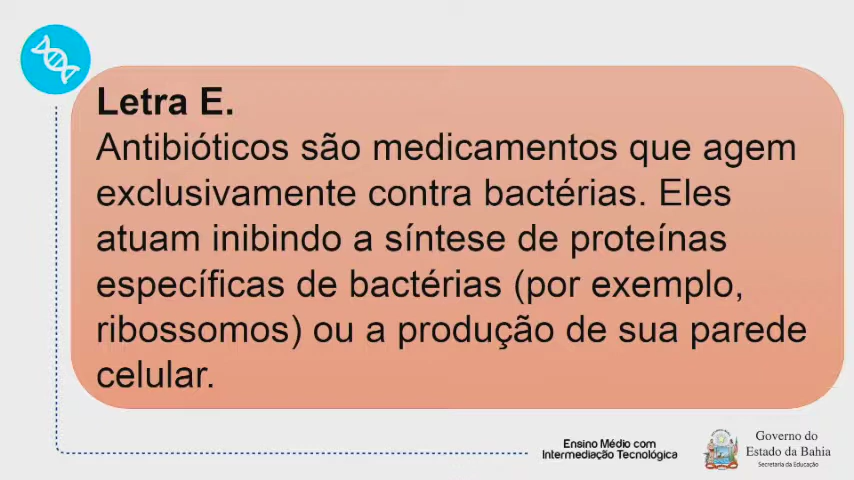 Letra E.
Antibióticos são medicamentos que agem
exclusivamente contra bactérias. Eles
atuam inibindo a síntese de proteínas
específicas de bactérias (por exemplo,
ribossomos) ou a produção de sua parede
celular.
Ensino Médio com
Intermediação Tecnológica
Governo do
Estado da Bahia
Secretaria da Educação